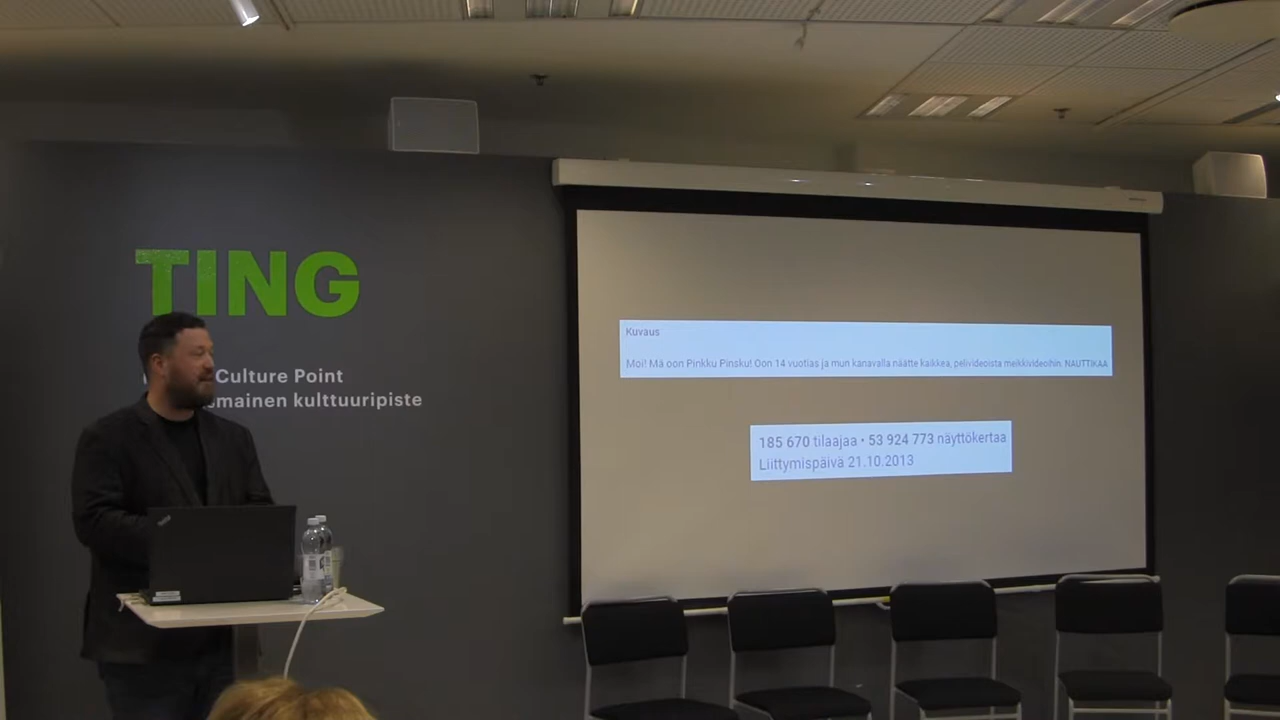 TING
Culture Point
mainen kulttuuripiste
Kuvaus
Moi! Mä oon Pinkku Pinsku! Oon 14 vuotias ja mun kanavalla näätte kaikkea, pelivideoista meikkivideoihin. NAUTTIKAA
185 670 tilaajaa • 53 924 773 näyttökertaa
Liittymispäivä 21.10.2013